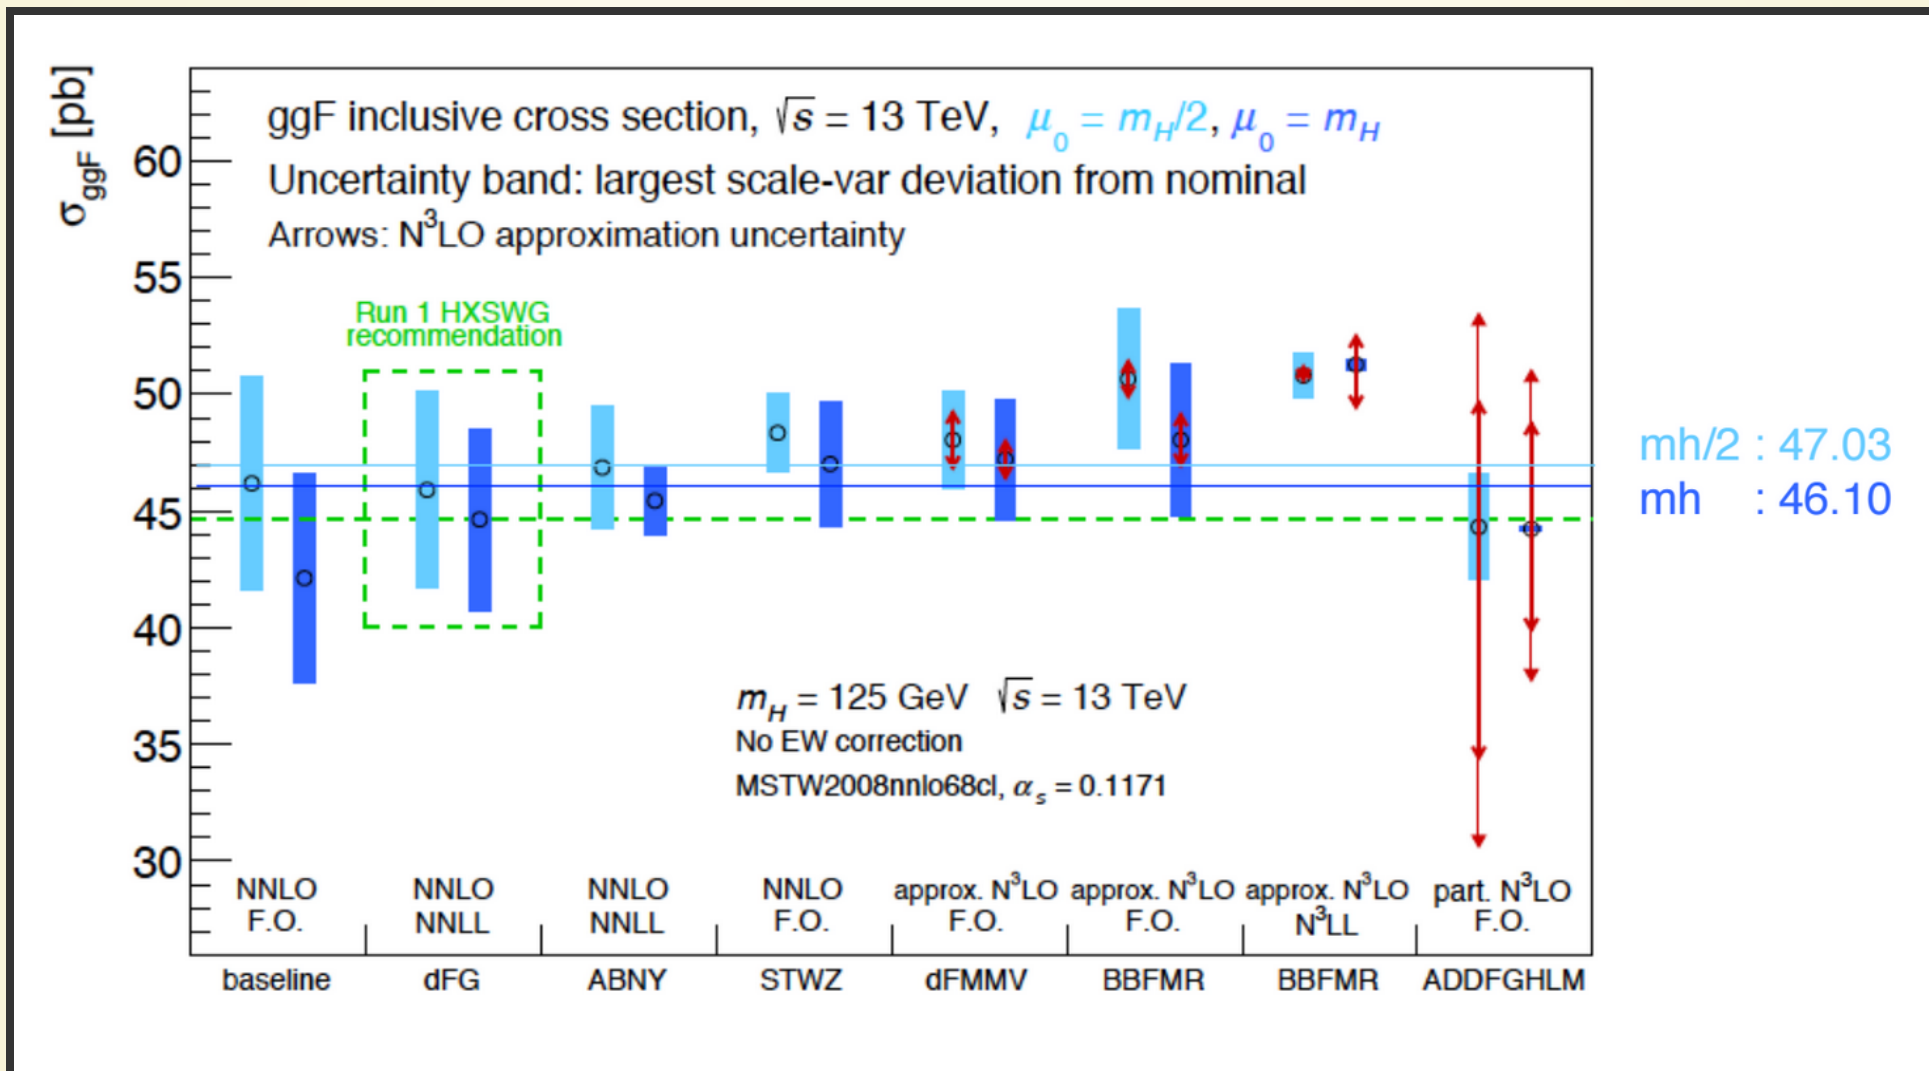 σggF [pb]
ggF inclusive cross section, √s = 13 TeV, μ0 = mH/2, μ0 = mH
Uncertainty band: largest scale-var deviation from nominal
Arrows: N³LO approximation uncertainty
60
55
50
45
40
35
30
Run 1 HXSWG
recommendation
mh/2 : 47.03
mh : 46.10
mH = 125 GeV √s = 13 TeV
No EW correction
MSTW2008nnlo68cl, αs = 0.1171
NNLO NNLO NNLO NNLO approx. N³LO approx. N³LO approx. N³LO part. N³LO
F.O. NNLL NNLL F.O. F.O. F.O. N³LL F.O.
baseline dFG ABNY STWZ dFMMV BBFMR BBFMR ADDFGHLM